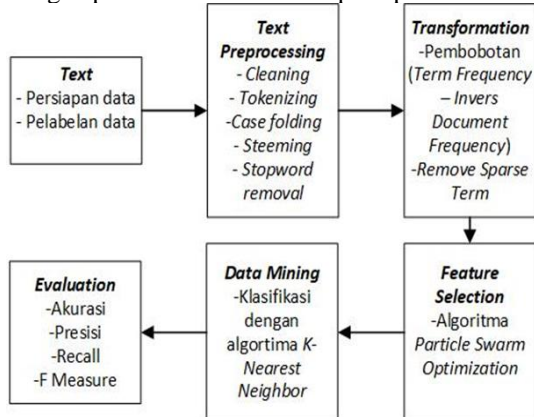 Text
- Persiapan data
- Pelabelan data
Text
Preprocessing
- Cleaning
- Tokenizing
-Case folding
- Steeming
- Stopword
removal
Transformation
-Pembobotan
(Term Frequency
– Invers
Document
Frequency)
-Remove Sparse
Term
Feature
Selection
-Algoritma
Particle Swarm
Optimization
Data Mining
-Klasifikasi
dengan
algortima K-
Nearest
Neighbor
Evaluation
-Akurasi
- Presisi
- Recall
- F Measure